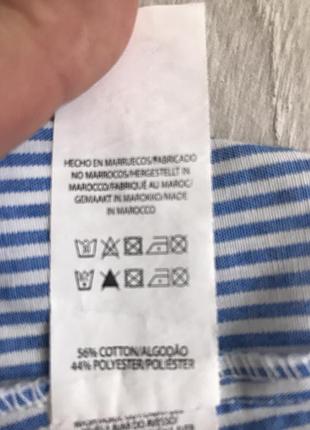 HECHO EN MARRUECOS/FABRICADO
NO MARROCOS/HERGESTELLT IN
MAROCCO/FABRIQUÉ AU MAROC/
GEMAAKT IN MAROKKO/MADE
IN MAROCCO
56% COTTON/ALGODÃO
44% POLYESTER/POLIÉSTER